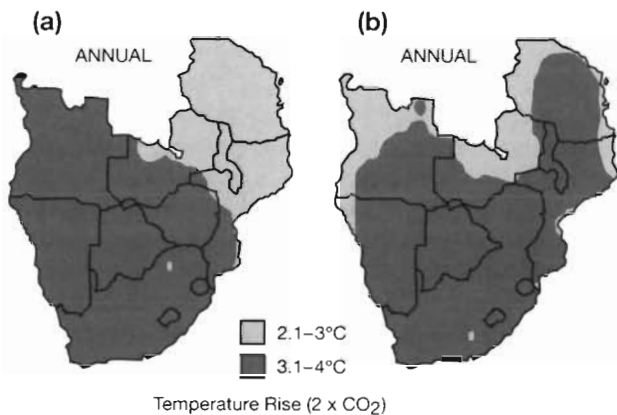 (a)
ANNUAL
(b)
ANNUAL
2.1–3°C
3.1–4°C
Temperature Rise (2 x CO₂)